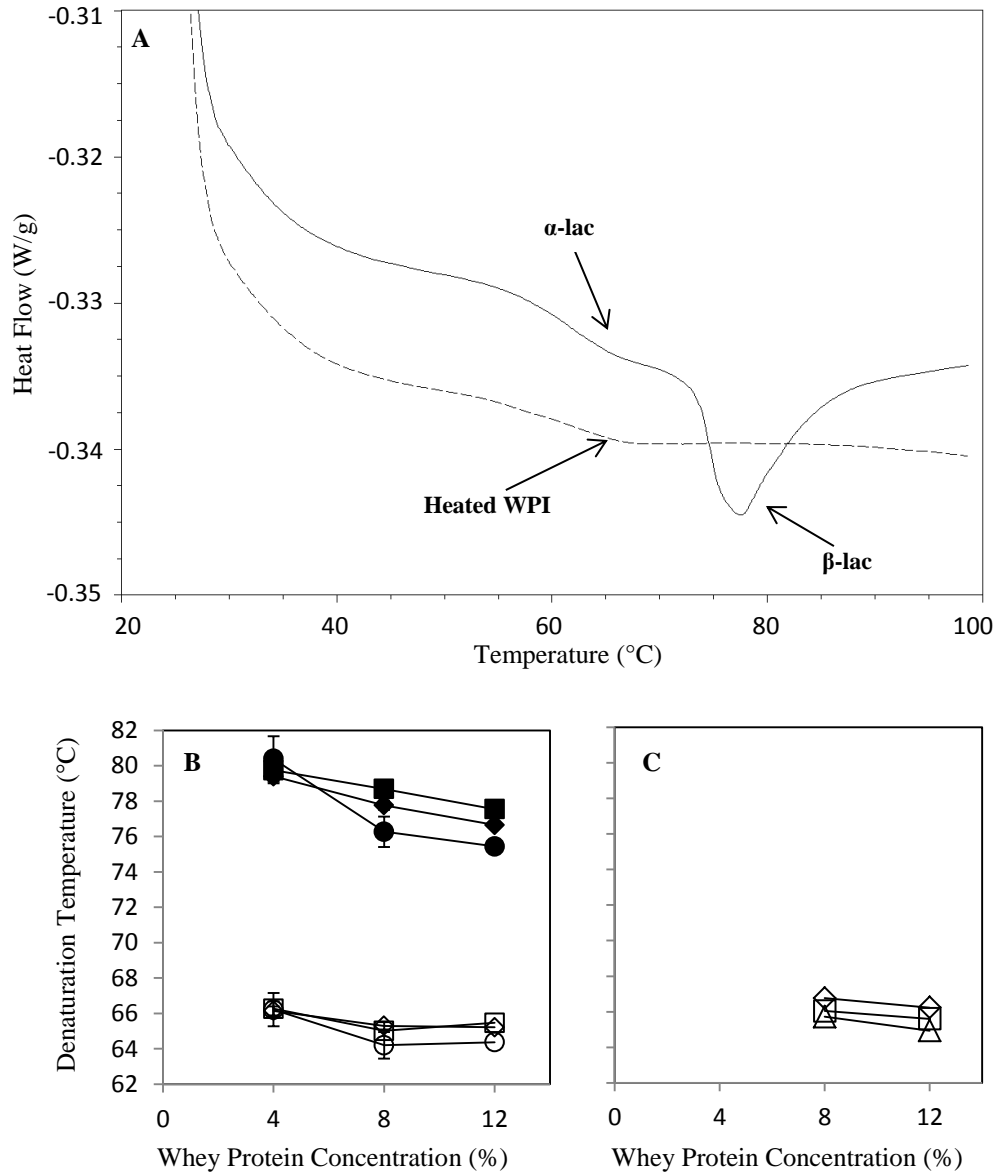 A
-0.31
-0.32
-0.33
-0.34
-0.35
Heat Flow (W/g)
α-lac
Heated WPI
β-lac
20 40 60 80 100
Temperature (°C)
B
82
80
78
76
74
72
70
68
66
64
62
Denaturation Temperature (°C)
0 4 8 12
Whey Protein Concentration (%)
C
0 4 8 12
Whey Protein Concentration (%)